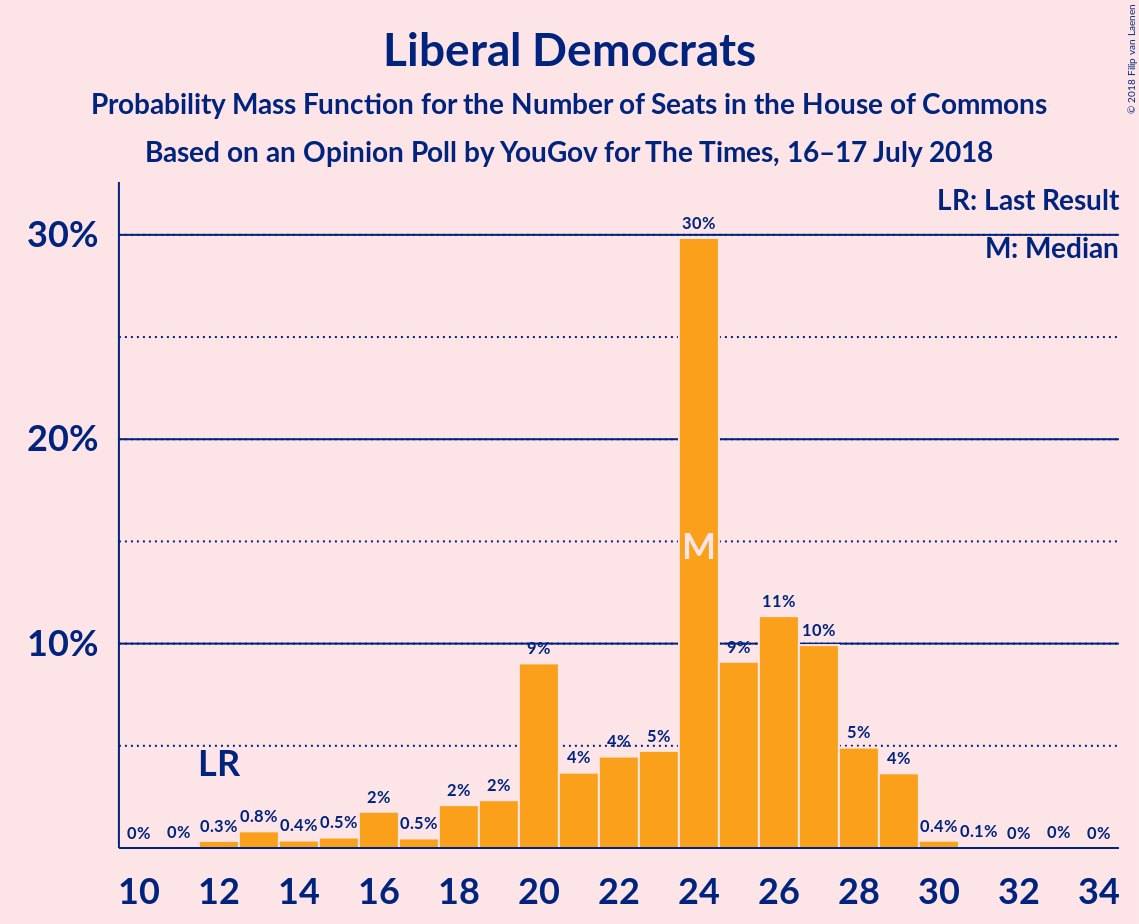 Liberal Democrats
Probability Mass Function for the Number of Seats in the House of Commons
Based on an Opinion Poll by YouGov for The Times, 16–17 July 2018
© 2018 Filip van Laenen
LR: Last Result
M: Median
30%
20%
10%
LR
M
0% 0% 0.3% 0.8% 0.4% 0.5% 2% 0.5% 2% 2% 9% 4% 4% 5% 30% 9% 11% 10% 5% 4% 0.4% 0.1% 0% 0% 0%
10 12 14 16 18 20 22 24 26 28 30 32 34